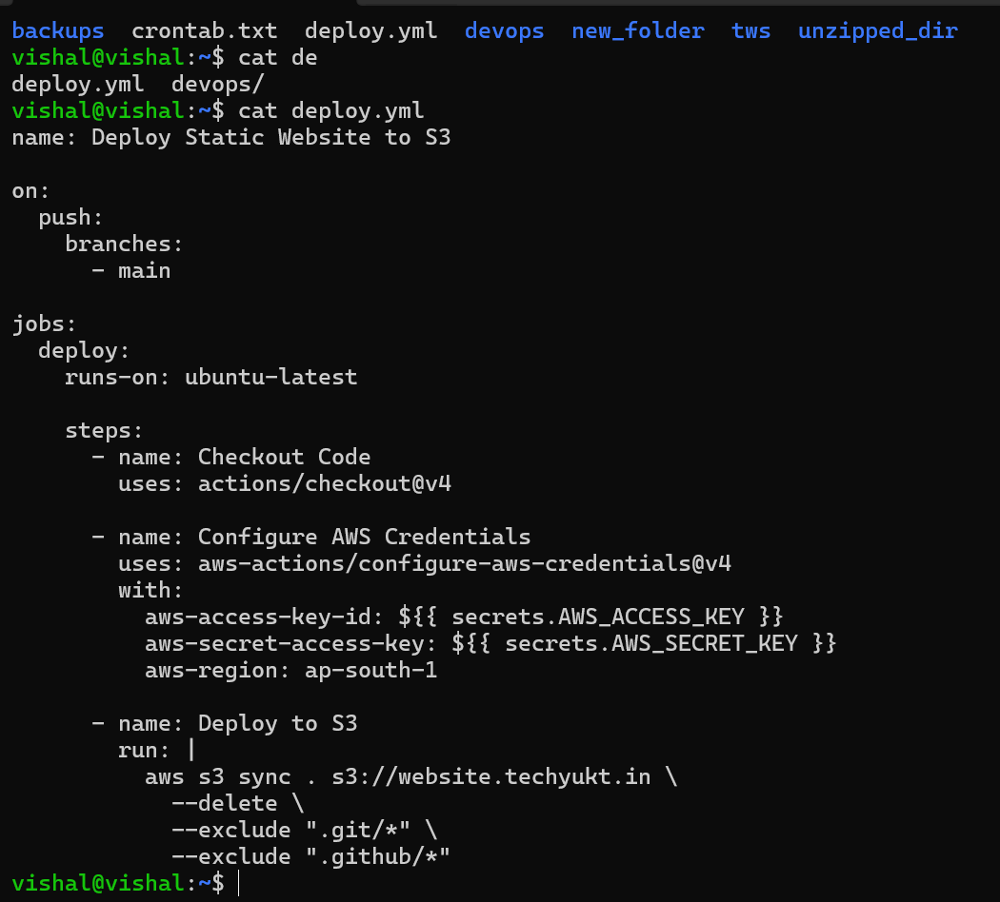 backups  crontab.txt  deploy.yml  devops  new_folder  tws  unzipped_dir
vishal@vishal:~$ cat de
deploy.yml  devops/
vishal@vishal:~$ cat deploy.yml
name: Deploy Static Website to S3

on:
  push:
    branches:
      - main

jobs:
  deploy:
    runs-on: ubuntu-latest

    steps:
      - name: Checkout Code
        uses: actions/checkout@v4

      - name: Configure AWS Credentials
        uses: aws-actions/configure-aws-credentials@v4
        with:
          aws-access-key-id: ${{ secrets.AWS_ACCESS_KEY }}
          aws-secret-access-key: ${{ secrets.AWS_SECRET_KEY }}
          aws-region: ap-south-1

      - name: Deploy to S3
        run: |
          aws s3 sync . s3://website.techyukt.in \
            --delete \
            --exclude ".git/*" \
            --exclude ".github/*"
vishal@vishal:~$